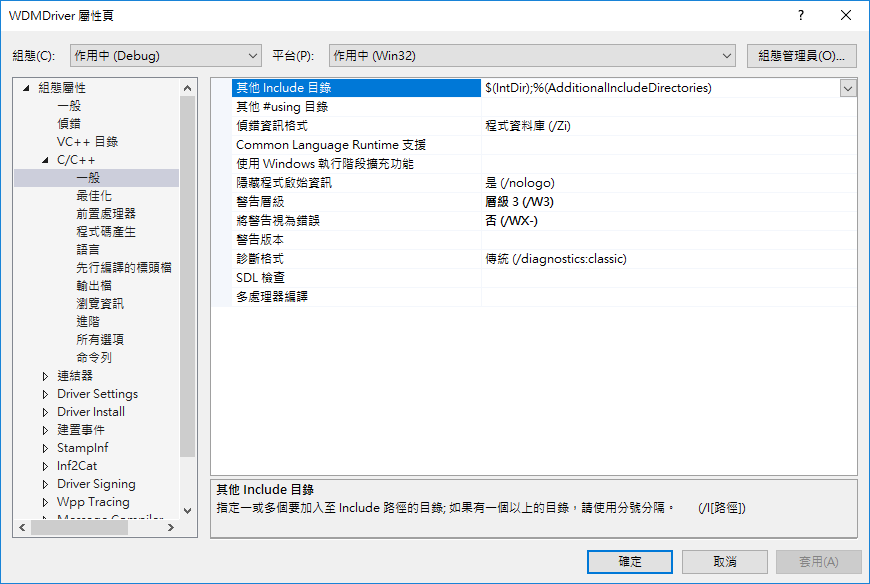 WDMDriver 屬性頁
組態(C):
作用中 (Debug)
平台(P):
作用中 (Win32)
組態管理員(O)...
組態屬性
一般
偵錯
VC++ 目錄
C/C++
一般
最佳化
前置處理器
程式碼產生
語言
先行編譯的標頭檔
輸出檔
瀏覽資訊
進階
所有選項
命令列
連結器
Driver Settings
Driver Install
建置事件
StampInf
Inf2Cat
Driver Signing
Wpp Tracing
Message Compiler
其他 Include 目錄
$(IntDir);%(AdditionalIncludeDirectories)
其他 #using 目錄
偵錯資訊格式
程式資料庫 (/Zi)
Common Language Runtime 支援
使用 Windows 執行階段擴充功能
隱藏程式啟始資訊
是 (/nologo)
警告層級
層級 3 (/W3)
將警告視為錯誤
否 (/WX-)
警告版本
診斷格式
傳統 (/diagnostics:classic)
SDL 檢查
多處理器編譯
其他 Include 目錄
指定一或多個要加入至 Include 路徑的目錄; 如果有一個以上的目錄，請使用分號分隔。 (/I[路徑])
確定
取消
套用(A)